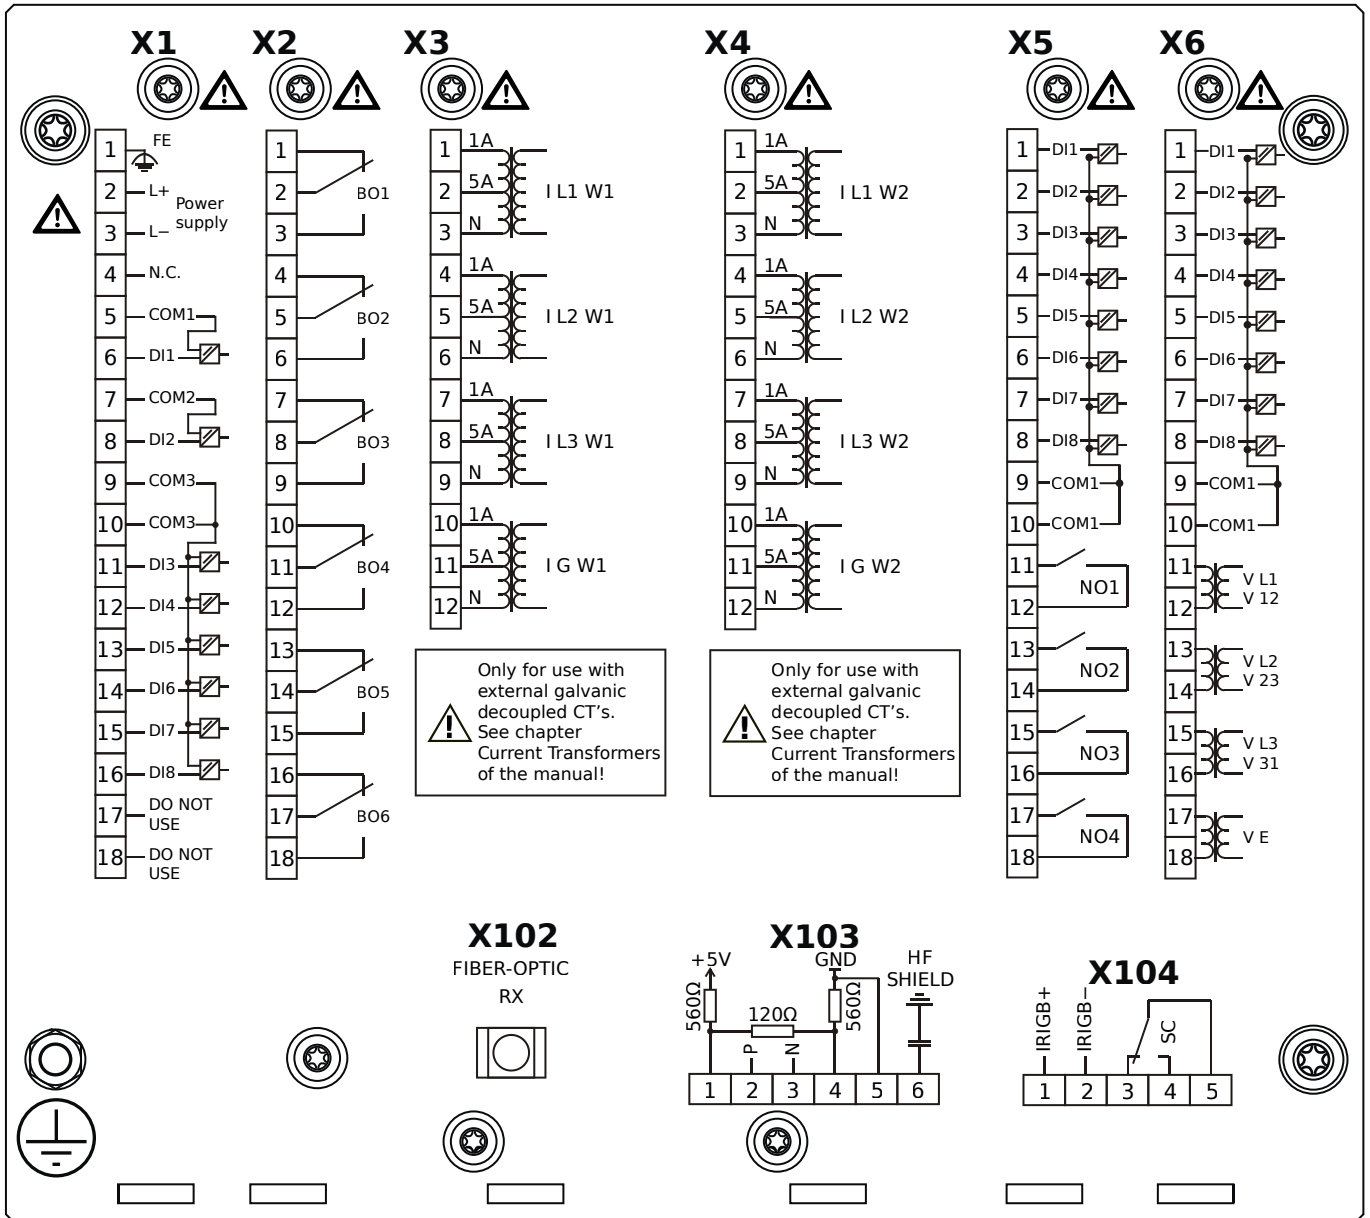 X1
X2
X3
X4
X5
X6
1
FE
2
L+
Power
supply
3
L−
4
N.C.
5
COM1
6
DI1
7
COM2
8
DI2
9
COM3
10
COM3
11
DI3
12
DI4
13
DI5
14
DI6
15
DI7
16
DI8
17
DO NOT
USE
18
DO NOT
USE
1
2
BO1
3
4
5
BO2
6
7
8
BO3
9
10
11
BO4
12
13
14
BO5
15
16
17
BO6
18
1
1A
2
5A
I L1 W1
3
N
4
1A
5
5A
I L2 W1
6
N
7
1A
8
5A
I L3 W1
9
N
10
1A
11
5A
I G W1
12
N
Only for use with
external galvanic
decoupled CT's.
See chapter
Current Transformers
of the manual!
1
1A
2
5A
I L1 W2
3
N
4
1A
5
5A
I L2 W2
6
N
7
1A
8
5A
I L3 W2
9
N
10
1A
11
5A
I G W2
12
N
Only for use with
external galvanic
decoupled CT's.
See chapter
Current Transformers
of the manual!
1
DI1
2
DI2
3
DI3
4
DI4
5
DI5
6
DI6
7
DI7
8
DI8
9
COM1
10
COM1
11
NO1
12
13
NO2
14
15
NO3
16
17
NO4
18
1
DI1
2
DI2
3
DI3
4
DI4
5
DI5
6
DI6
7
DI7
8
DI8
9
COM1
10
COM1
11
V L1
V 12
12
13
V L2
V 23
14
15
V L3
V 31
16
17
V E
18
X102
FIBER-OPTIC
RX
X103
+5V
GND
HF
SHIELD
560Ω
120Ω
560Ω
P
N
1 2 3 4 5 6
X104
IRIGB+
IRIGB−
SC
1 2 3 4 5